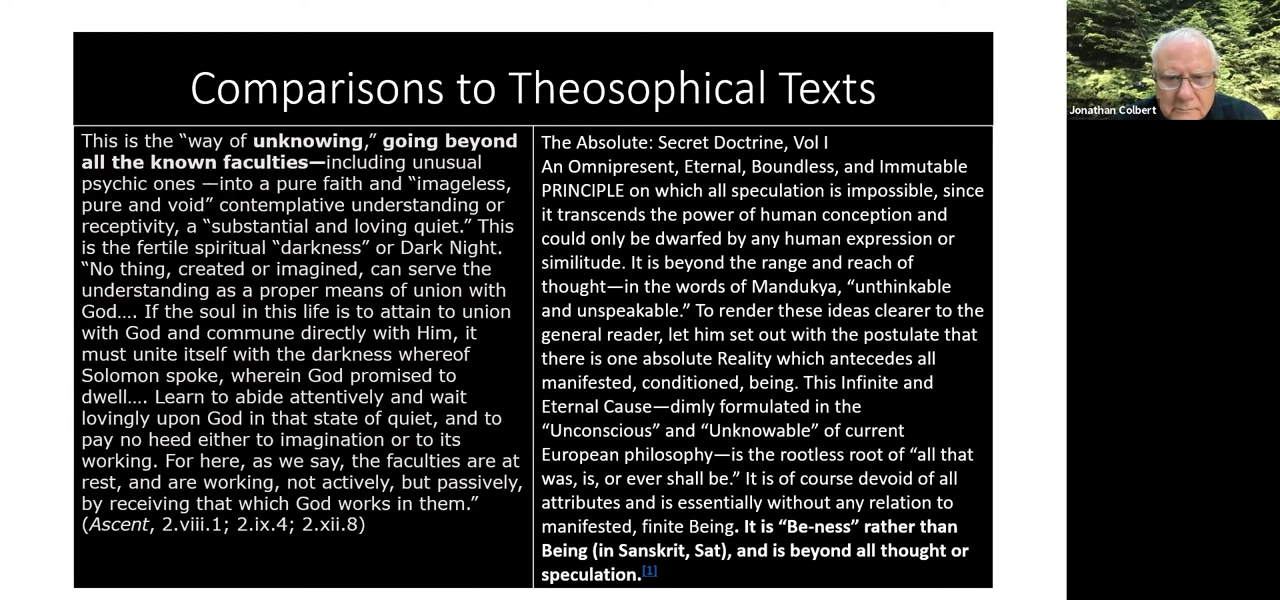 Comparisons to Theosophical Texts
This is the “way of unknowing,” going beyond
all the known faculties—including unusual
psychic ones —into a pure faith and “imageless,
pure and void” contemplative understanding or
receptivity, a “substantial and loving quiet.” This
is the fertile spiritual “darkness” or Dark Night.
“No thing, created or imagined, can serve the
understanding as a proper means of union with
God…. If the soul in this life is to attain to union
with God and commune directly with Him, it
must unite itself with the darkness whereof
Solomon spoke, wherein God promised to
dwell…. Learn to abide attentively and wait
lovingly upon God in that state of quiet, and to
pay no heed either to imagination or to its
working. For here, as we say, the faculties are at
rest, and are working, not actively, but passively,
by receiving that which God works in them.”
(Ascent, 2.viii.1; 2.ix.4; 2.xii.8)
The Absolute: Secret Doctrine, Vol I
An Omnipresent, Eternal, Boundless, and Immutable
PRINCIPLE on which all speculation is impossible, since
it transcends the power of human conception and
could only be dwarfed by any human expression or
similitude. It is beyond the range and reach of
thought—in the words of Mandukya, “unthinkable
and unspeakable.” To render these ideas clearer to the
general reader, let him set out with the postulate that
there is one absolute Reality which antecedes all
manifested, conditioned, being. This Infinite and
Eternal Cause—dimly formulated in the
“Unconscious” and “Unknowable” of current
European philosophy—is the rootless root of “all that
was, is, or ever shall be.” It is of course devoid of all
attributes and is essentially without any relation to
manifested, finite Being. It is “Be-ness” rather than
Being (in Sanskrit, Sat), and is beyond all thought or
speculation.[1]
Jonathan Colbert